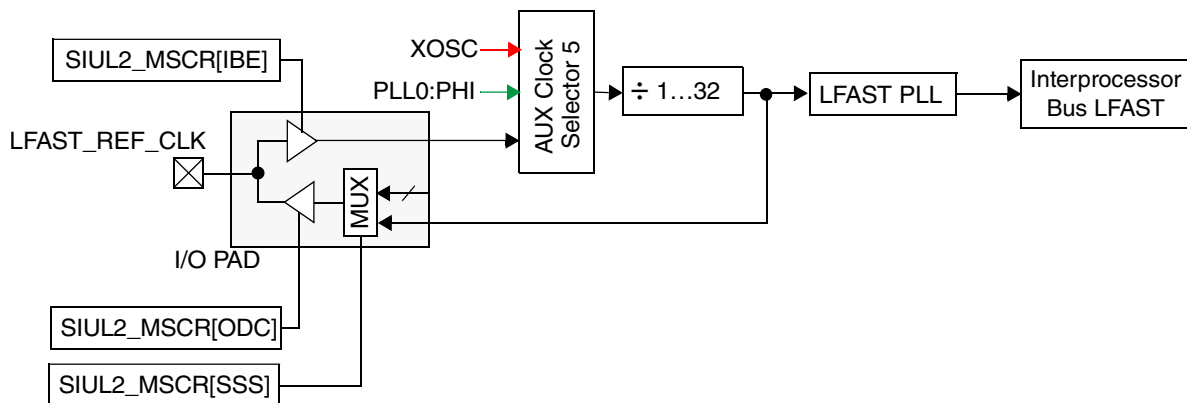 SIUL2_MSCR[IBE]
XOSC
PLL0:PHI
AUX Clock
Selector 5
÷ 1...32
LFAST PLL
Interprocessor
Bus LFAST
LFAST_REF_CLK
MUX
I/O PAD
SIUL2_MSCR[ODC]
SIUL2_MSCR[SSS]